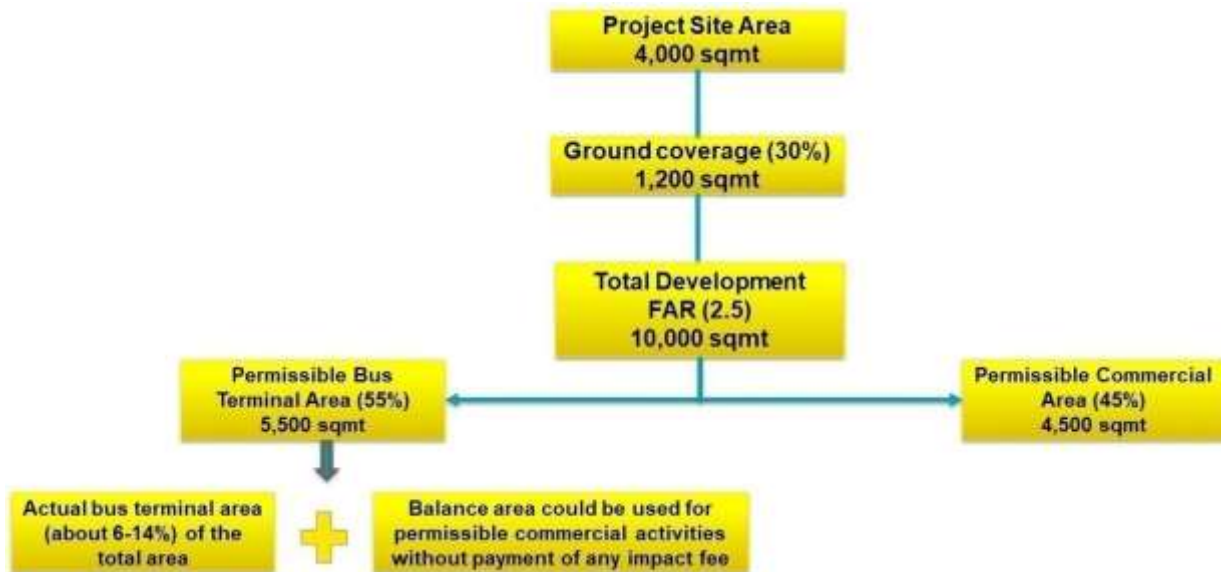 Project Site Area
4,000 sqmt
Ground coverage (30%)
1,200 sqmt
Total Development
FAR (2.5)
10,000 sqmt
Permissible Bus
Terminal Area (55%)
5,500 sqmt
Permissible Commercial
Area (45%)
4,500 sqmt
Actual bus terminal area
(about 6-14%) of the
total area
Balance area could be used for
permissible commercial activities
without payment of any impact fee